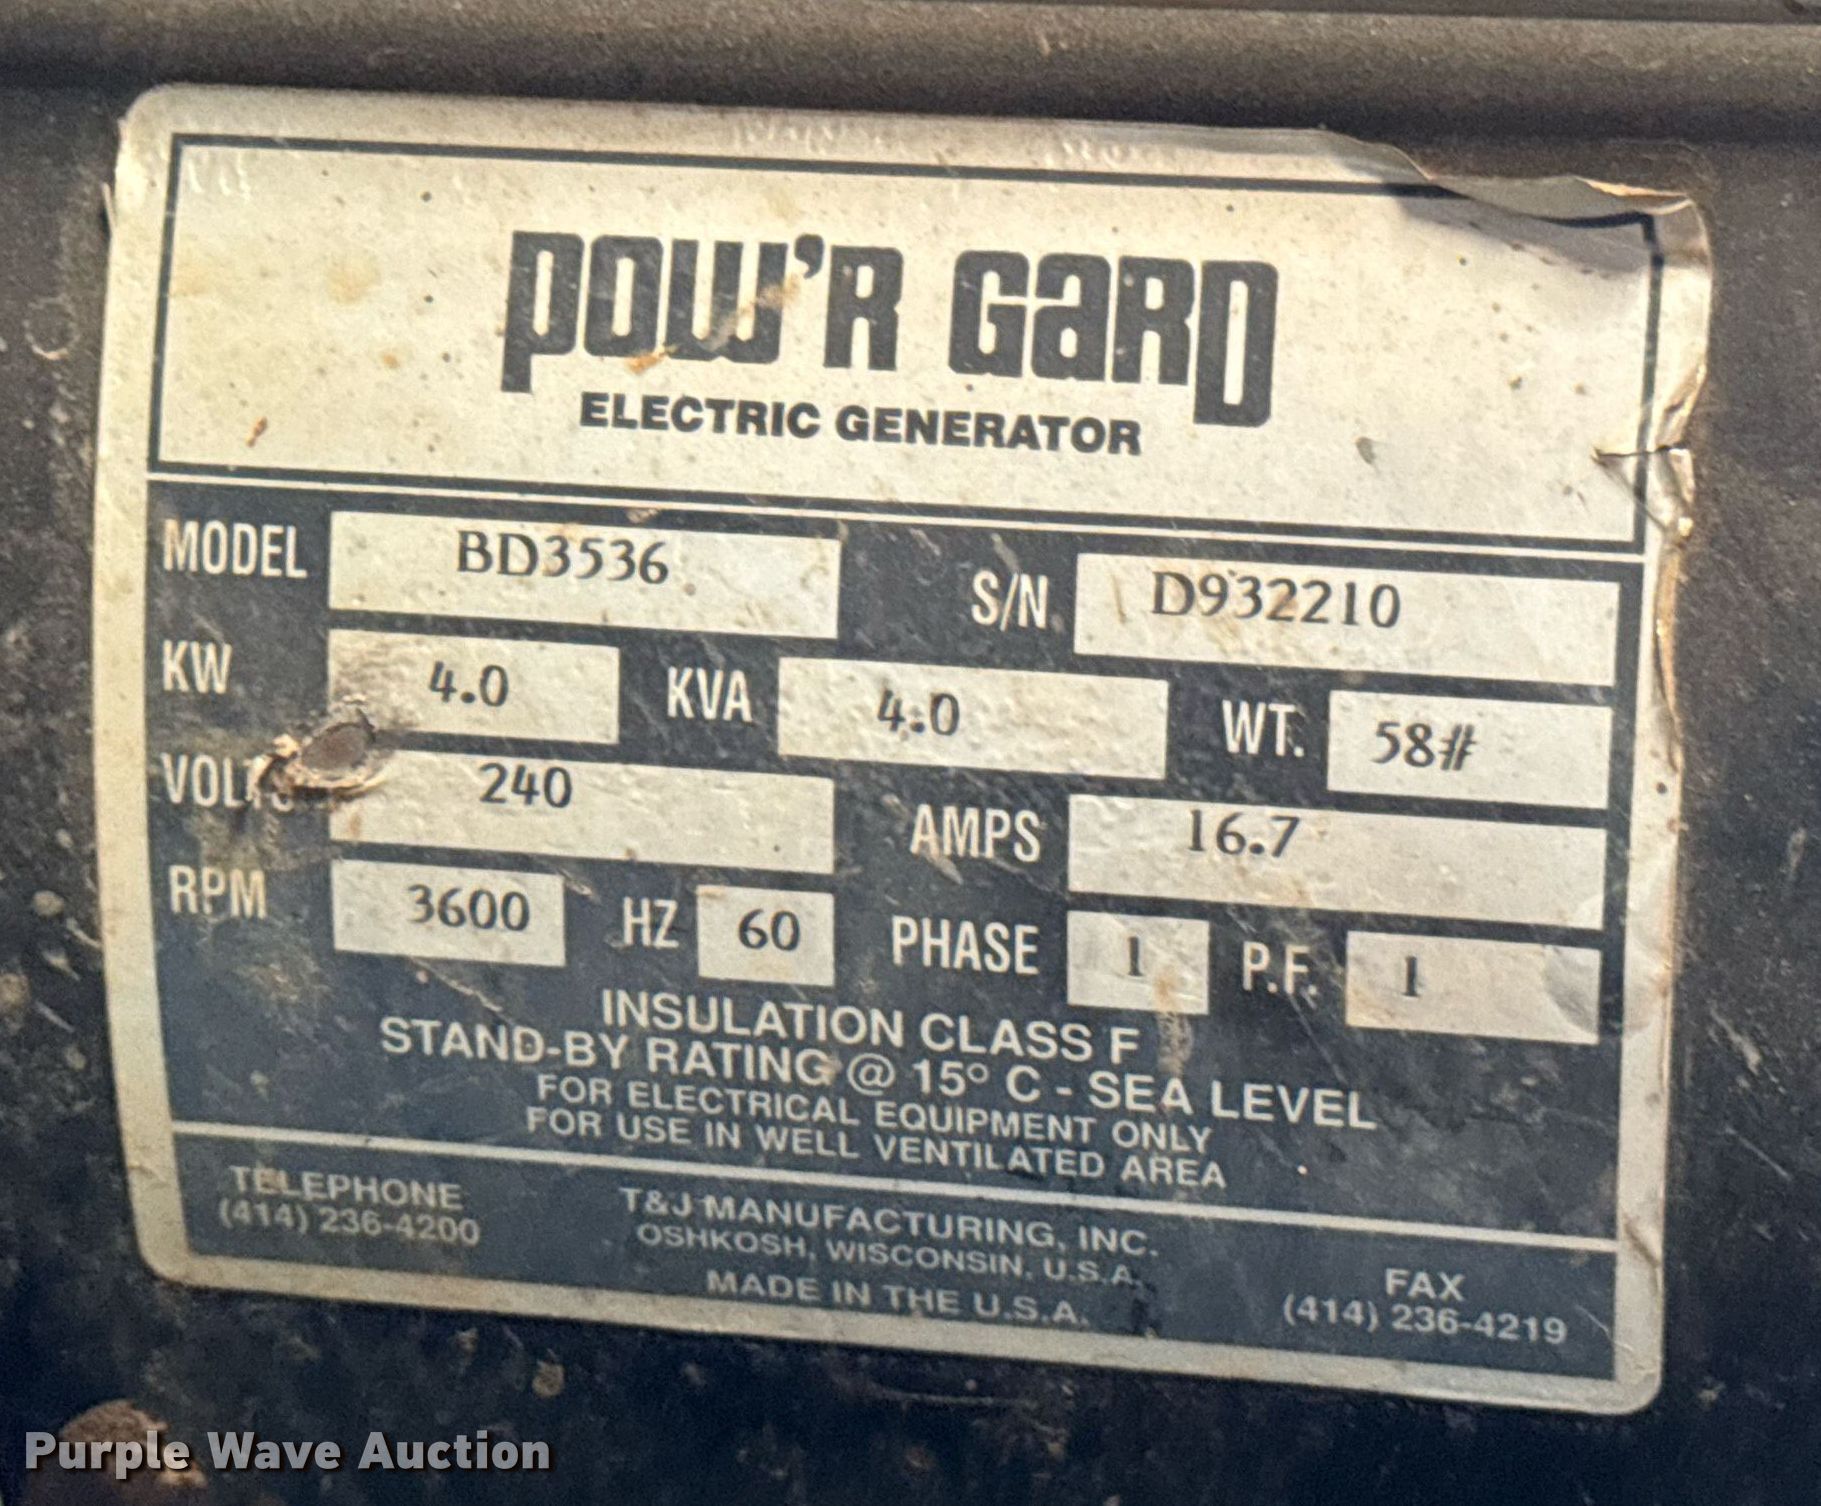 POW'R GARD
ELECTRIC GENERATOR
MODEL BD3536 S/N D932210
KW 4.0 KVA 4.0 WT. 58#
VOLTS 240 AMPS 16.7
RPM 3600 HZ 60 PHASE 1 P.F. 1
INSULATION CLASS F
STAND-BY RATING @ 15° C - SEA LEVEL
FOR ELECTRICAL EQUIPMENT ONLY
FOR USE IN WELL VENTILATED AREA
TELEPHONE
(414) 236-4200
T&J MANUFACTURING, INC.
OSHKOSH, WISCONSIN, U.S.A.
MADE IN THE U.S.A.
FAX
(414) 236-4219
Purple Wave Auction